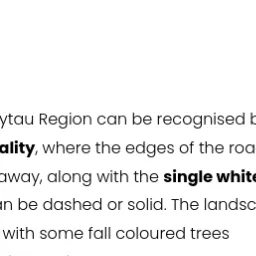 ytau Region can be recognised b
ality, where the edges of the roa
away, along with the single white
an be dashed or solid. The landsc
with some fall coloured trees